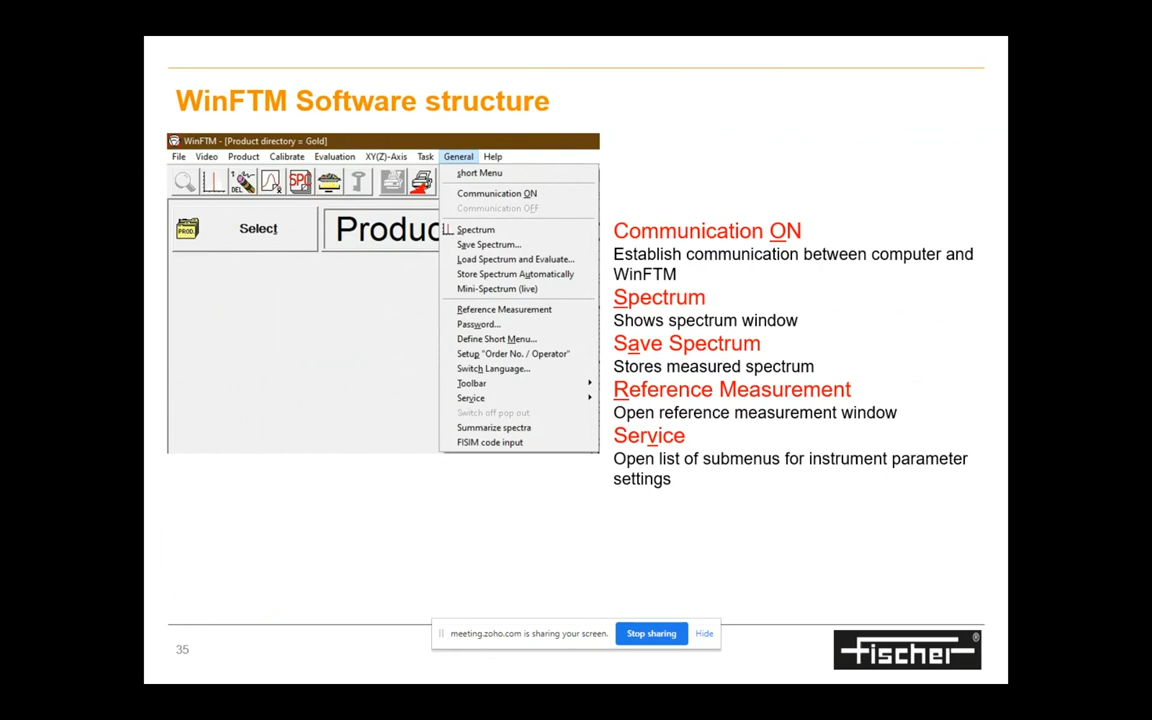 WinFTM Software structure
WinFTM - [Product directory = Gold]
File Video Product Calibrate Evaluation XY(Z)-Axis Task General Help
DEL SPC
PROD. Select
Produc
short Menu
Communication ON
Communication OFF
Spectrum
Save Spectrum...
Load Spectrum and Evaluate...
Store Spectrum Automatically
Mini-Spectrum (live)
Reference Measurement
Password...
Define Short Menu...
Setup "Order No. / Operator"
Switch Language...
Toolbar
Service
Switch off pop out
Summarize spectra
FISIM code input
Communication ON
Establish communication between computer and
WinFTM
Spectrum
Shows spectrum window
Save Spectrum
Stores measured spectrum
Reference Measurement
Open reference measurement window
Service
Open list of submenus for instrument parameter
settings
meeting.zoho.com is sharing your screen. Stop sharing Hide
35
fischer®